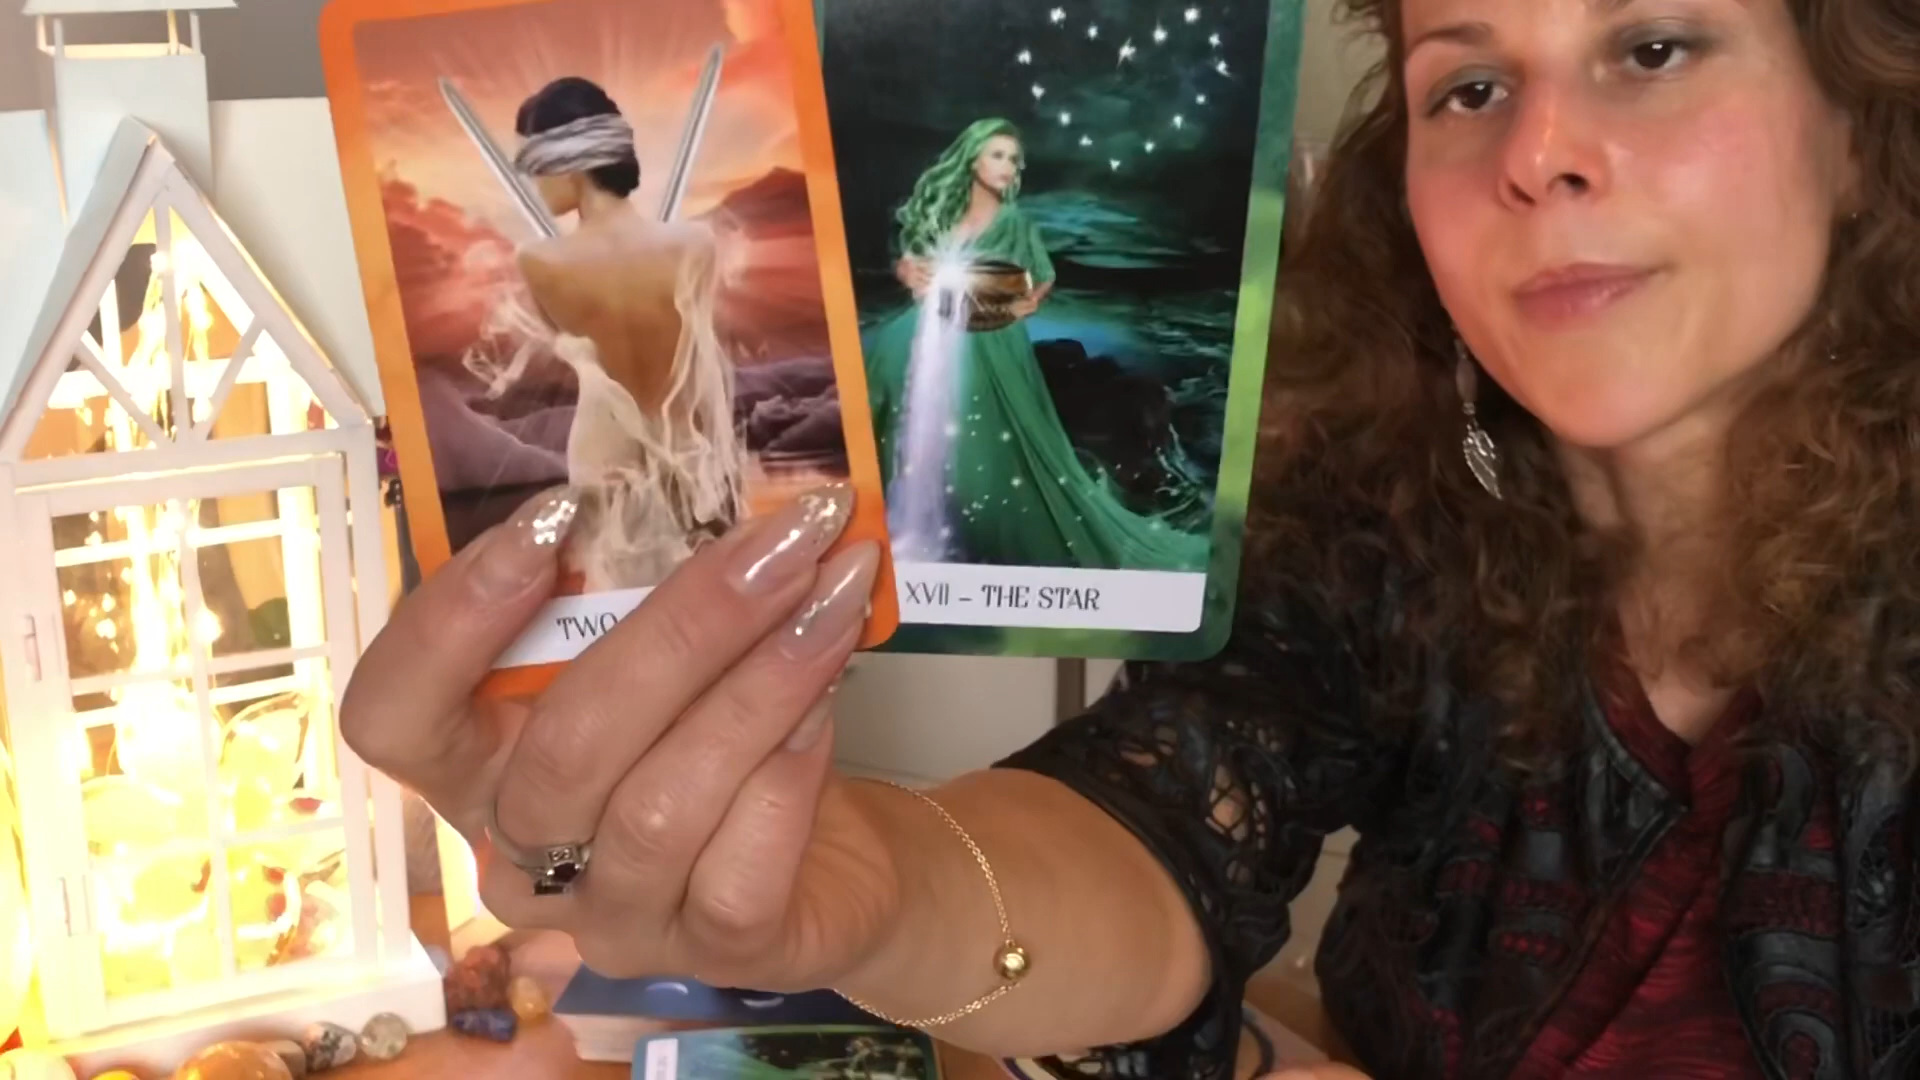 TWO
XVII – THE STAR